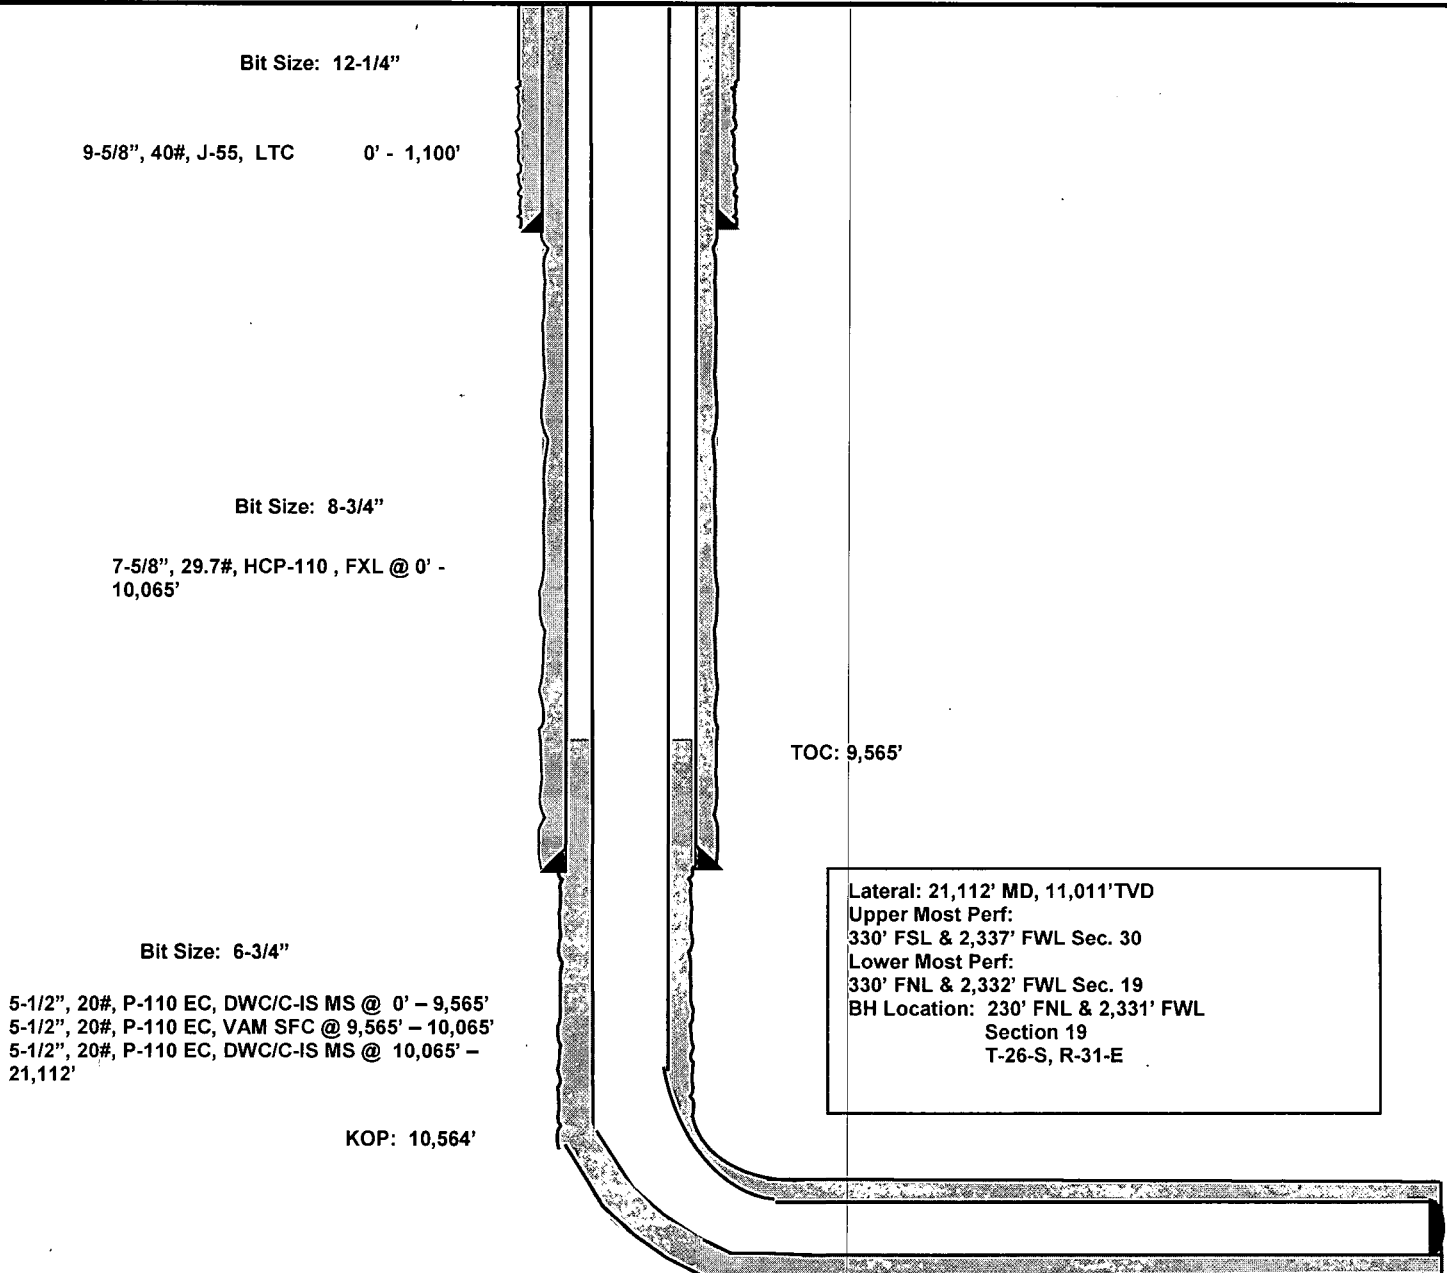 Bit Size: 12-1/4”
9-5/8”, 40#, J-55, LTC 0’ - 1,100’
Bit Size: 8-3/4”
7-5/8”, 29.7#, HCP-110 , FXL @ 0’ -
10,065’
TOC: 9,565’
Lateral: 21,112’ MD, 11,011’TVD
Upper Most Perf:
330’ FSL & 2,337’ FWL Sec. 30
Lower Most Perf:
330’ FNL & 2,332’ FWL Sec. 19
BH Location: 230’ FNL & 2,331’ FWL
Section 19
T-26-S, R-31-E
Bit Size: 6-3/4”
5-1/2”, 20#, P-110 EC, DWC/C-IS MS @ 0’ – 9,565’
5-1/2”, 20#, P-110 EC, VAM SFC @ 9,565’ – 10,065’
5-1/2”, 20#, P-110 EC, DWC/C-IS MS @ 10,065’ –
21,112’
KOP: 10,564’